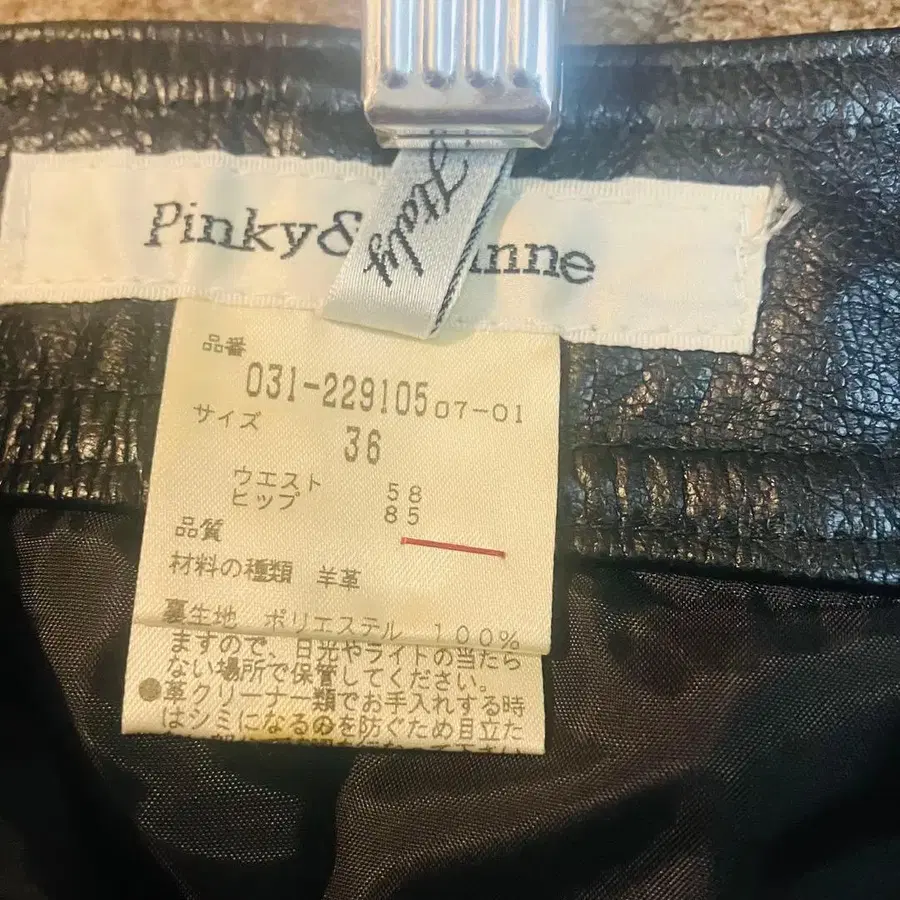 Pinky&
nne
Italy
品番
031-229105 07-01
サイズ
36
ウエスト 58
ヒップ 85
品質
材料の種類 羊革
裏生地 ポリエステル 100%
ますので、日光やライトの当たら
ない場所で保管してください。
●革クリーナー類でお手入れする時
はシミになるのを防ぐため目立た